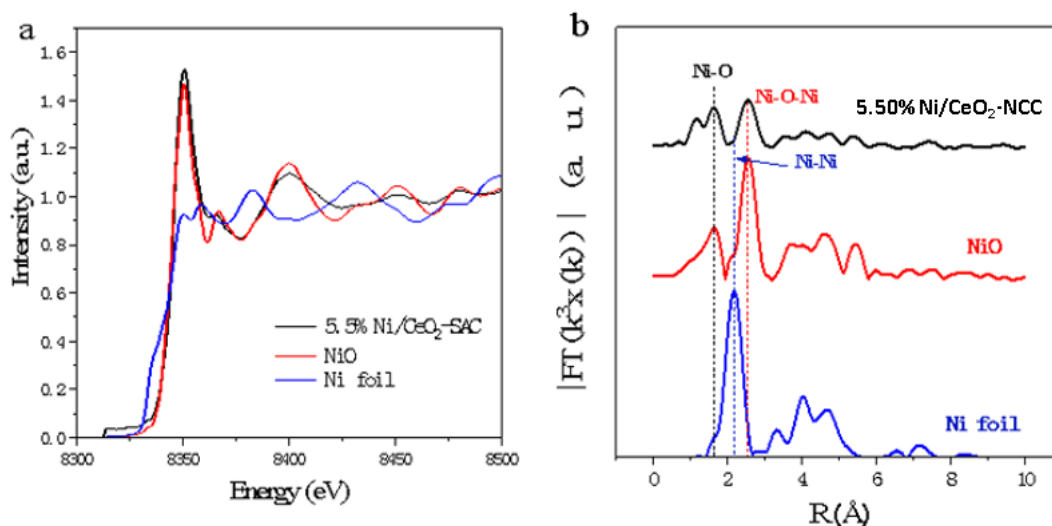 a
1.6
1.4
1.2
1.0
0.8
0.6
0.4
0.2
0.0
Intensity (a.u.)
5.5% Ni/CeO₂-SAC
NiO
Ni foil
8300 8350 8400 8450 8500
Energy (eV)
b
|FT(k³x(k))| (a. u.)
Ni-O
Ni-O-Ni
5.50% Ni/CeO₂-NCC
Ni-Ni
NiO
Ni foil
0 2 4 6 8 10
R(Å)